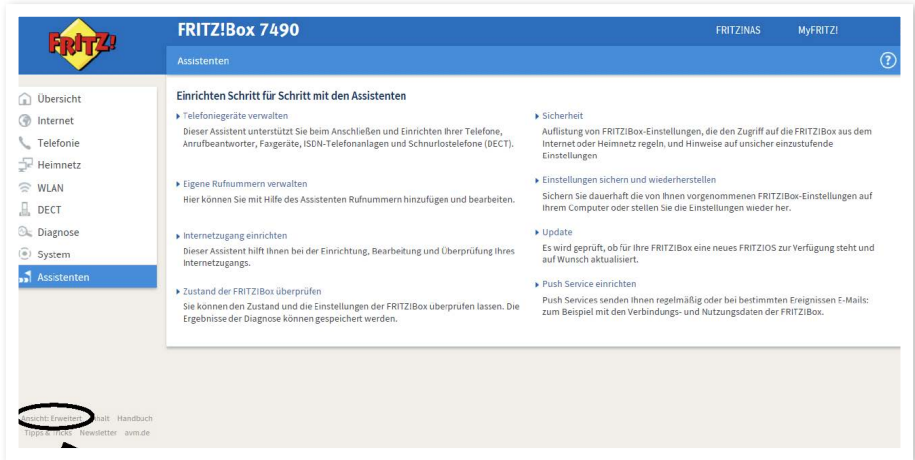 FRITZ!
FRITZ!Box 7490
FRITZ!NAS
MyFRITZ!
Assistenten
?
Übersicht
Internet
Telefonie
Heimnetz
WLAN
DECT
Diagnose
System
Assistenten
Einrichten Schritt für Schritt mit den Assistenten
Telefoniegeräte verwalten
Dieser Assistent unterstützt Sie beim Anschließen und Einrichten Ihrer Telefone,
Anrufbeantworter, Faxgeräte, ISDN-Telefonanlagen und Schnurlostelefone (DECT).
Eigene Rufnummern verwalten
Hier können Sie mit Hilfe des Assistenten Rufnummern hinzufügen und bearbeiten.
Internetzugang einrichten
Dieser Assistent hilft Ihnen bei der Einrichtung, Bearbeitung und Überprüfung Ihres
Internetzugangs.
Zustand der FRITZ!Box überprüfen
Sie können den Zustand und die Einstellungen der FRITZ!Box überprüfen lassen. Die
Ergebnisse der Diagnose können gespeichert werden.
Sicherheit
Auflistung von FRITZ!Box-Einstellungen, die den Zugriff auf die FRITZ!Box aus dem
Internet oder Heimnetz regeln, und Hinweise auf unsicher einzustufende
Einstellungen
Einstellungen sichern und wiederherstellen
Sichern Sie dauerhaft die von Ihnen vorgenommenen FRITZ!Box-Einstellungen auf
Ihrem Computer oder stellen Sie die Einstellungen wieder her.
Update
Es wird geprüft, ob für Ihre FRITZ!Box eine neues FRITZ!OS zur Verfügung steht und
auf Wunsch aktualisiert.
Push Service einrichten
Push Services senden Ihnen regelmäßig oder bei bestimmten Ereignissen E-Mails:
zum Beispiel mit den Verbindungs- und Nutzungsdaten der FRITZ!Box.
Ansicht: Erweitert Inhalt Handbuch
Tipps & Tricks Newsletter avm.de